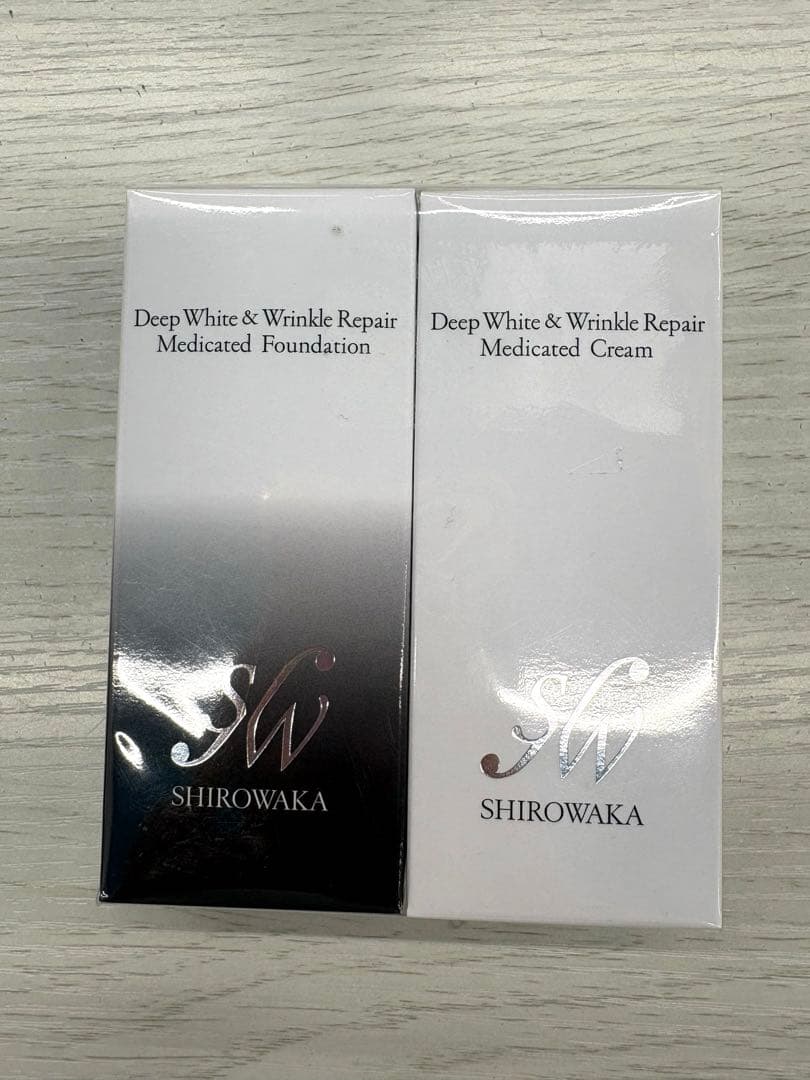 Deep White & Wrinkle Repair
Medicated Foundation
SW
SHIROWAKA
Deep White & Wrinkle Repair
Medicated Cream
SW
SHIROWAKA